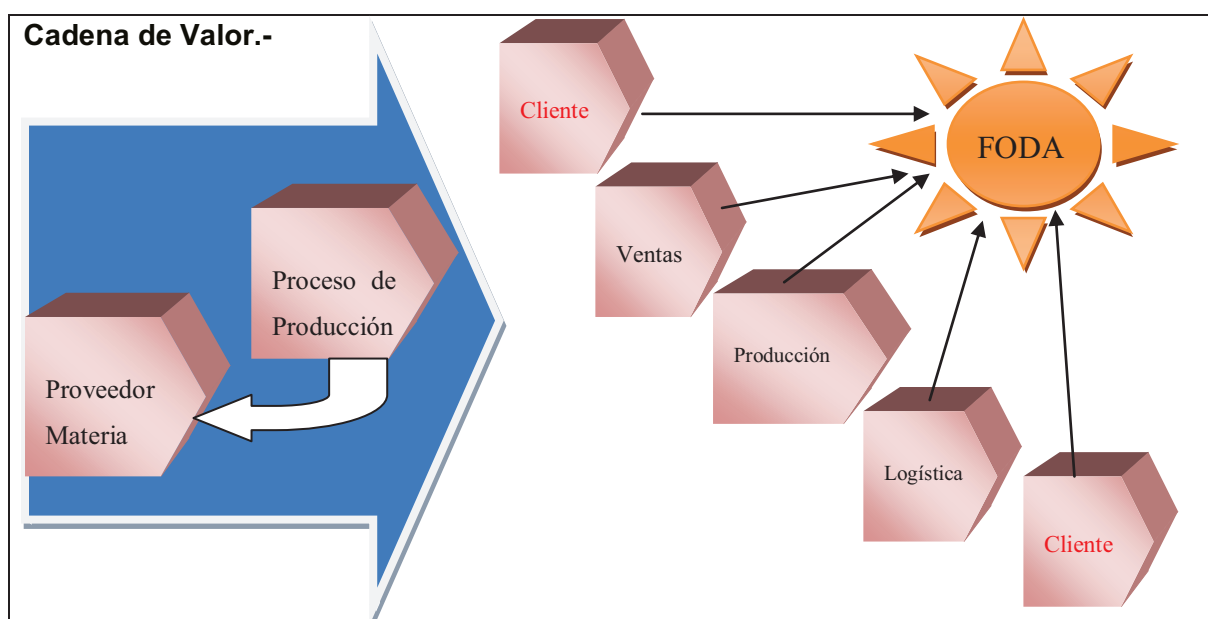 Cadena de Valor.-
Cliente
FODA
Ventas
Proceso de
Producción
Producción
Proveedor
Materia
Logística
Cliente